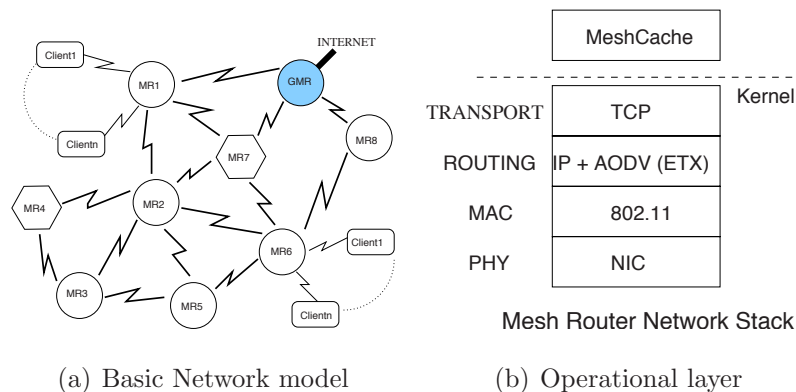 INTERNET
Client1
MR1
GMR
Clientn
MR7
MR8
MR4
MR2
MR6
Client1
MR3
MR5
Clientn
(a) Basic Network model
MeshCache
Kernel
TRANSPORT
TCP
ROUTING
IP + AODV (ETX)
MAC
802.11
PHY
NIC
Mesh Router Network Stack
(b) Operational layer